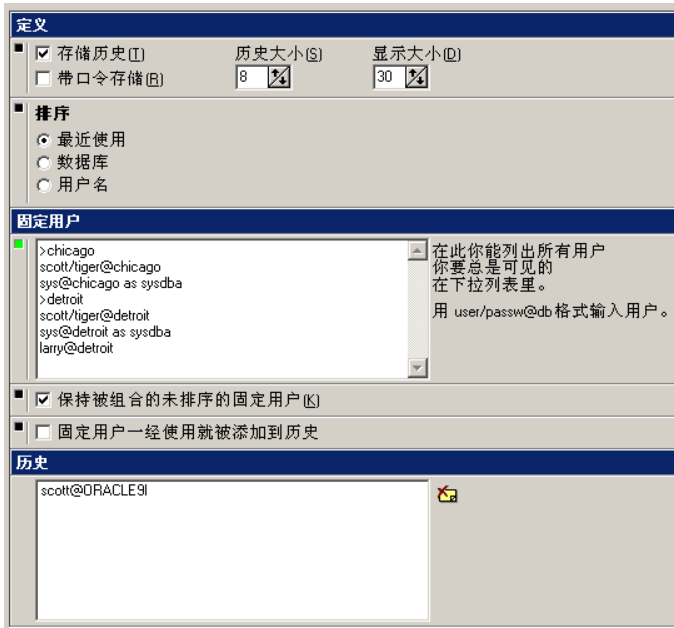 定义
存储历史(T) 历史大小(S) 显示大小(D)
带口令存储(R) 8 30
排序
最近使用
数据库
用户名
固定用户
>chicago
scott/tiger@chicago
sys@chicago as sysdba
>detroit
scott/tiger@detroit
sys@detroit as sysdba
larry@detroit
在此你能列出所有用户
你要总是可见的
在下拉列表里。
用 user/passw@db格式输入用户。
保持被组合的未排序的固定用户(K)
固定用户一经使用就被添加到历史
历史
scott@ORACLE9I